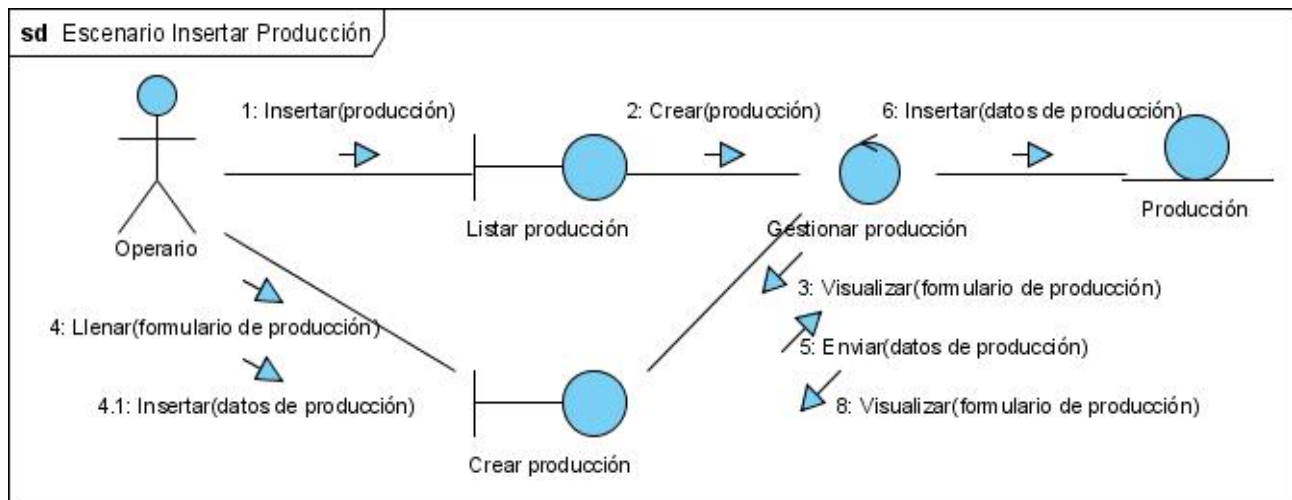 sd Escenario Insertar Producción
1: Insertar(producción)
2: Crear(producción)
6: Insertar(datos de producción)
Operario
Listar producción
Gestionar producción
Producción
3: Visualizar(formulario de producción)
4: Llenar(formulario de producción)
5: Enviar(datos de producción)
4.1: Insertar(datos de producción)
8: Visualizar(formulario de producción)
Crear producción